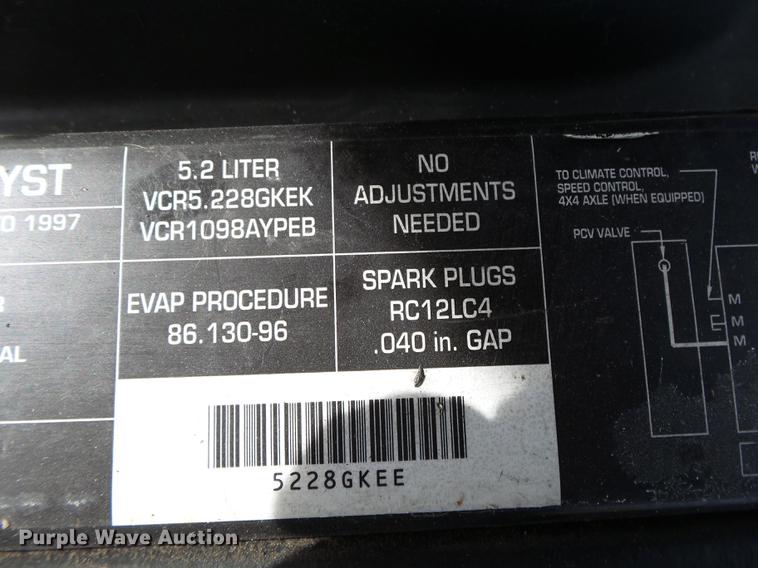 YST
TO 1997
AL
5.2 LITER
VCR5.228GKEK
VCR1098AYPEB
EVAP PROCEDURE
86.130-96
NO
ADJUSTMENTS
NEEDED
SPARK PLUGS
RC12LC4
.040 in. GAP
5228GKEE
TO CLIMATE CONTROL,
SPEED CONTROL,
4X4 AXLE (WHEN EQUIPPED)
PCV VALVE
M
M
M
Purple Wave Auction